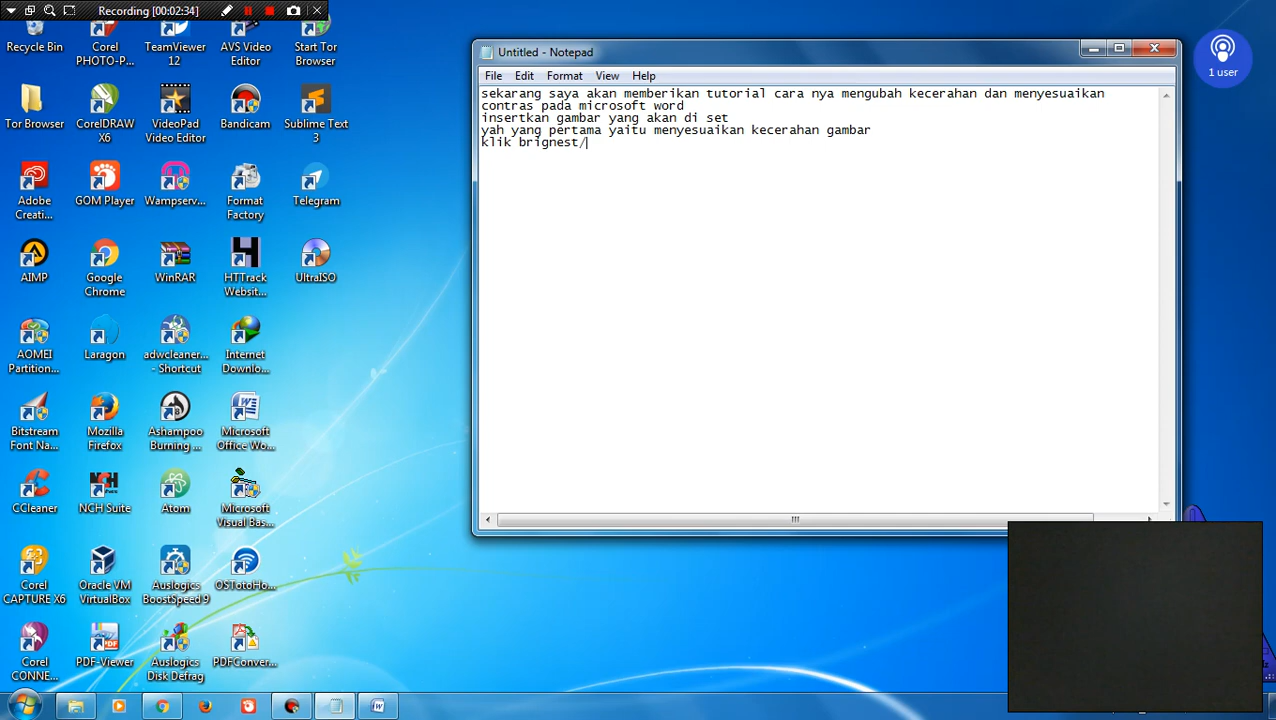 Recording [00:02:34]
Recycle Bin
Corel PHOTO-P...
TeamViewer 12
AVS Video Editor
Start Tor Browser
Tor Browser
CorelDRAW X6
VideoPad Video Editor
Bandicam
Sublime Text 3
Adobe Creati...
GOM Player
Wampserv...
Format Factory
Telegram
AIMP
Google Chrome
WinRAR
HTTrack Websit...
UltraISO
AOMEI Partition...
Laragon
adwcleaner... - Shortcut
Internet Downlo...
Bitstream Font Na...
Mozilla Firefox
Ashampoo Burning ...
Microsoft Office Wo...
CCleaner
NCH Suite
Atom
Microsoft Visual Bas...
Corel CAPTURE X6
Oracle VM VirtualBox
Auslogics BoostSpeed 9
OSTotoHo...
Corel CONNE...
PDF-Viewer
Auslogics Disk Defrag
PDFConver...
Untitled - Notepad
File Edit Format View Help
sekarang saya akan memberikan tutorial cara nya mengubah kecerahan dan menyesuaikan
contras pada microsoft word
insertkan gambar yang akan di set
yah yang pertama yaitu menyesuaikan kecerahan gambar
klik brignest/
1 user